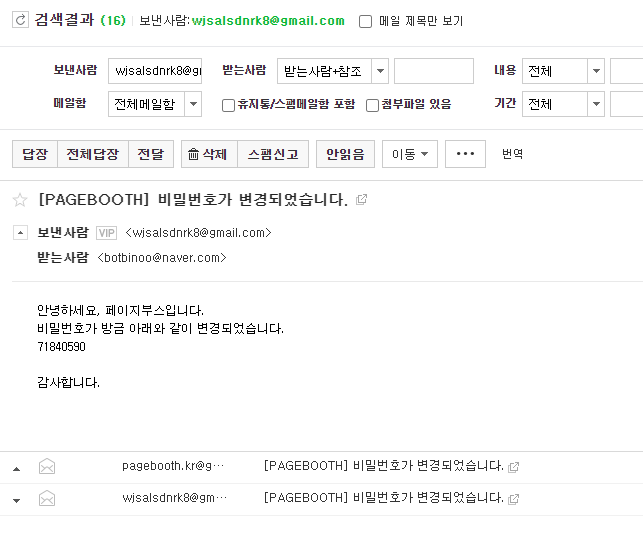 검색결과 (16) 보낸사람:wjsalsdnrk8@gmail.com 메일 제목만 보기
보낸사람 wjsalsdnrk8@gr 받는사람 받는사람+참조 내용 전체
메일함 전체메일함 휴지통/스팸메일함 포함 첨부파일 있음 기간 전체
답장 전체답장 전달 삭제 스팸신고 안읽음 이동 ••• 번역
[PAGEBOOTH] 비밀번호가 변경되었습니다.
보낸사람 VIP <wjsalsdnrk8@gmail.com>
받는사람 <botbinoo@naver.com>
안녕하세요, 페이지부스입니다.
비밀번호가 방금 아래와 같이 변경되었습니다.
71840590
감사합니다.
pagebooth.kr@g… [PAGEBOOTH] 비밀번호가 변경되었습니다.
wjsalsdnrk8@gm… [PAGEBOOTH] 비밀번호가 변경되었습니다.